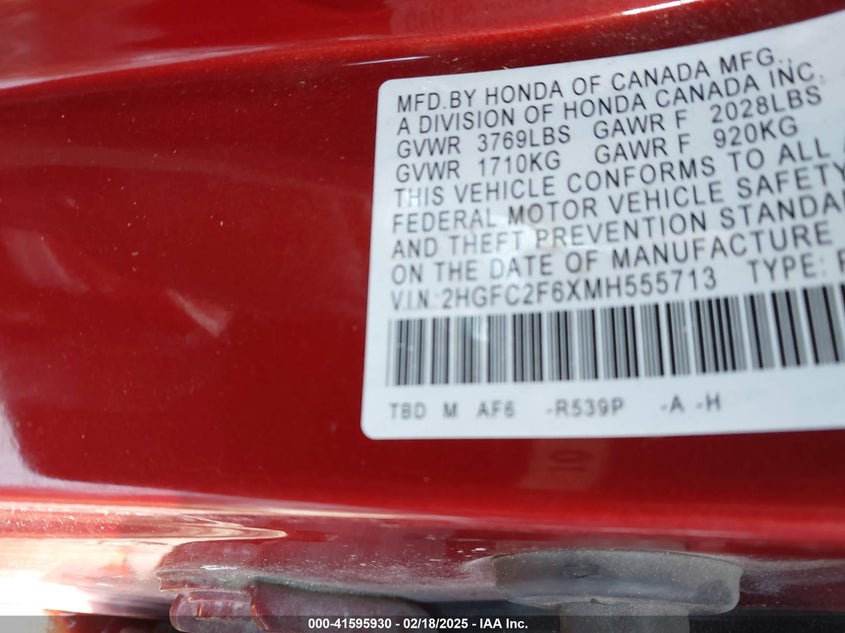 MFD.BY HONDA OF CANADA MFG.,
A DIVISION OF HONDA CANADA INC.
GVWR 3769LBS GAWR F 2028LBS
GVWR 1710KG GAWR F 920KG
THIS VEHICLE CONFORMS TO ALL
FEDERAL MOTOR VEHICLE SAFETY
AND THEFT PREVENTION STANDA
ON THE DATE OF MANUFACTURE
V.I.N.:2HGFC2F6XMH555713 TYPE:
TBD M AF6 -R539P -A -H
000-41595930 - 02/18/2025 - IAA Inc.